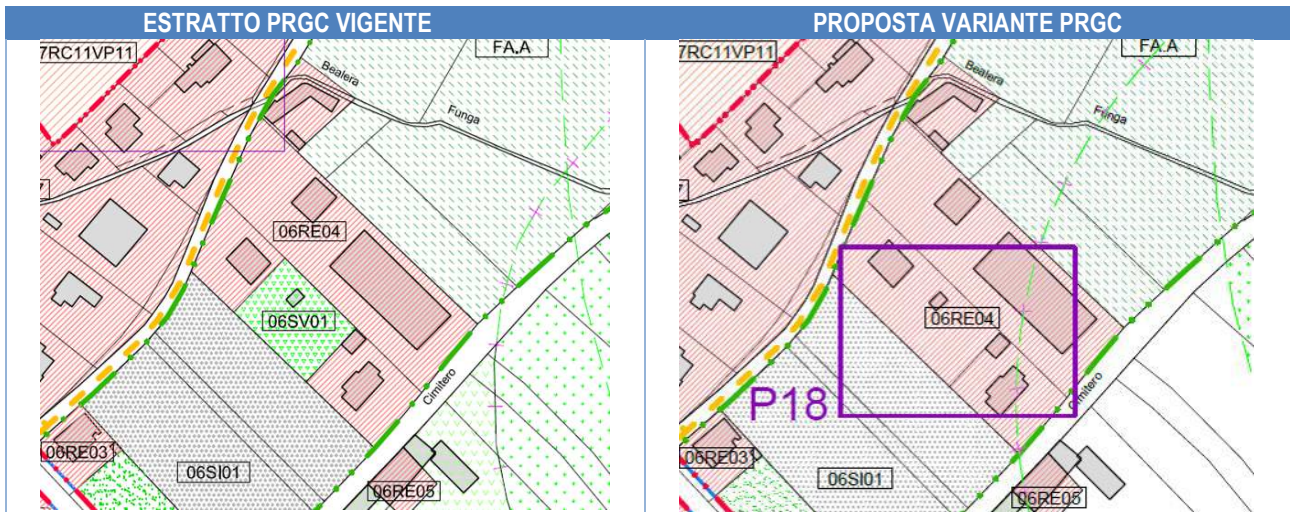 ESTRATTO PRGC VIGENTE
PROPOSTA VARIANTE PRGC
7RC11VP11
FA.A
Bealera
Funga
06RE04
06SV01
Cimitero
06RE03
06SI01
06RE05
7RC11VP11
FA.A
Bealera
Funga
06RE04
P18
Cimitero
06RE03
06SI01
06RE05